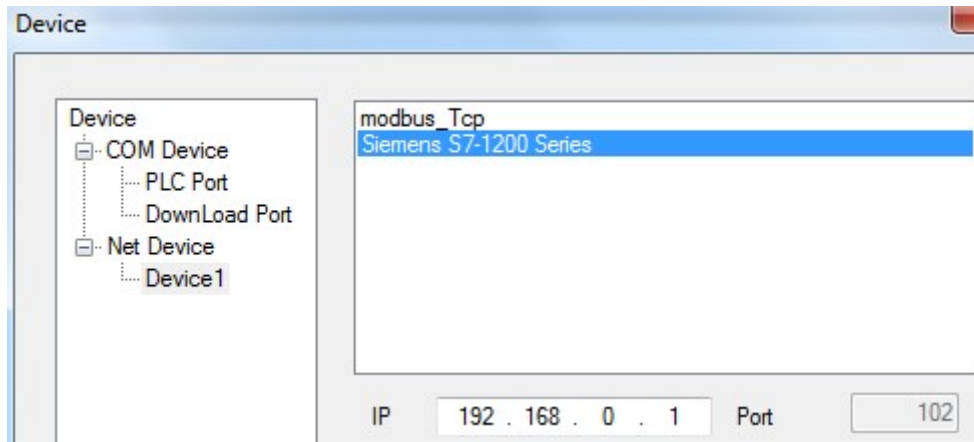 Device
Device
COM Device
PLC Port
DownLoad Port
Net Device
Device1
modbus_Tcp
Siemens S7-1200 Series
IP 192 . 168 . 0 . 1 Port 102